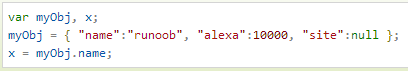 var myObj, x;
myObj = { "name":"runoob", "alexa":10000, "site":null };
x = myObj.name;